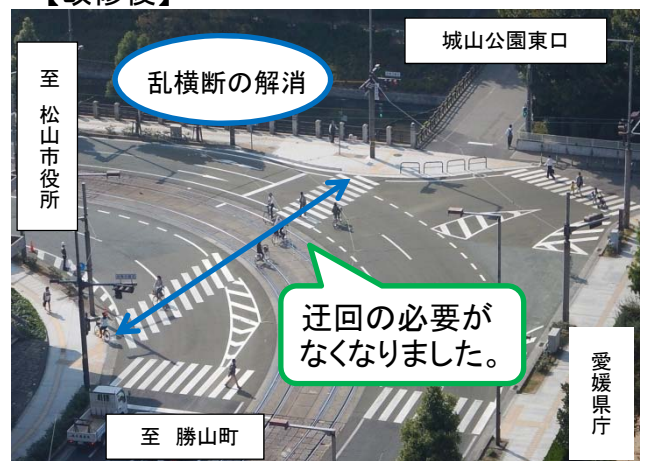 【改修後】
城山公園東口
乱横断の解消
至 松山市役所
迂回の必要が
なくなりました。
愛媛県庁
至 勝山町